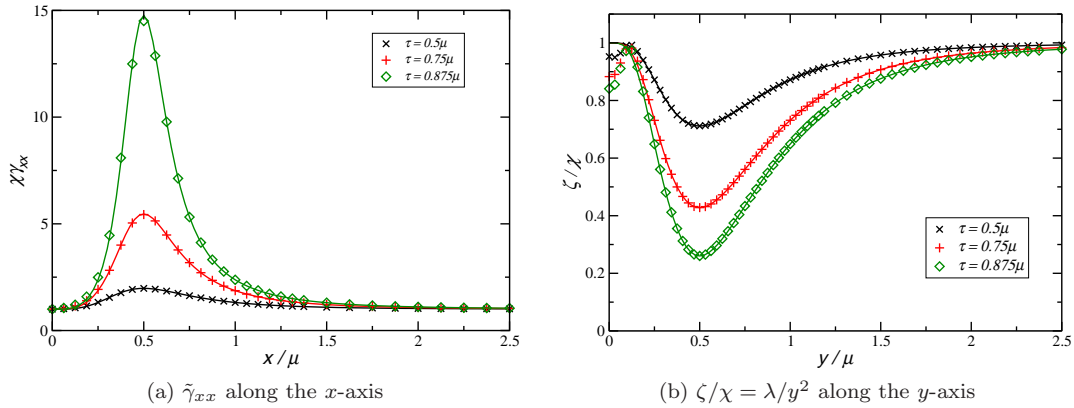 15
10
5
0
0
0.5
1
1.5
2
2.5
χγxx
x / μ
τ = 0.5μ
τ = 0.75μ
τ = 0.875μ
(a) γ̃xx along the x-axis
1
0.8
0.6
0.4
0.2
0
0
0.5
1
1.5
2
2.5
ζ / χ
y / μ
τ = 0.5μ
τ = 0.75μ
τ = 0.875μ
(b) ζ/χ = λ/y² along the y-axis